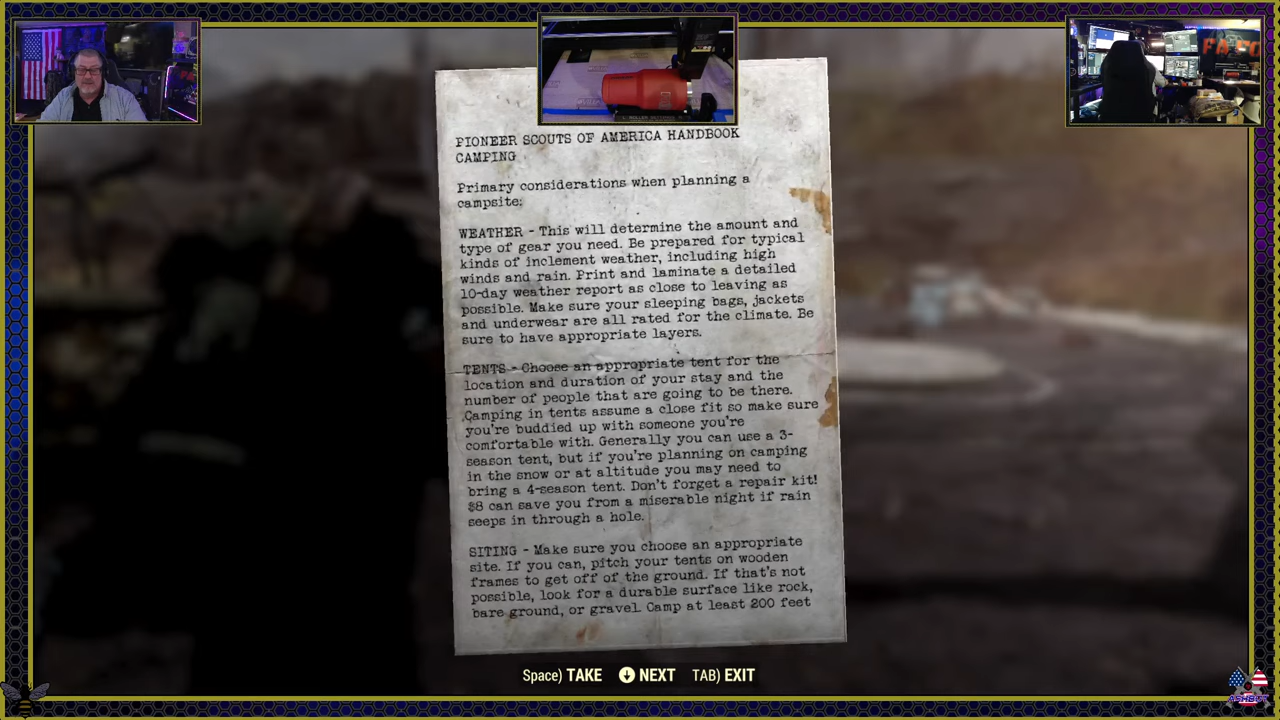 PIONEER SCOUTS OF AMERICA HANDBOOK
CAMPING
Primary considerations when planning a
campsite:
WEATHER - This will determine the amount and
type of gear you need. Be prepared for typical
kinds of inclement weather, including high
winds and rain. Print and laminate a detailed
10-day weather report as close to leaving as
possible. Make sure your sleeping bags, jackets
and underwear are all rated for the climate. Be
sure to have appropriate layers.
TENTS - Choose an appropriate tent for the
location and duration of your stay and the
number of people that are going to be there.
Camping in tents assume a close fit so make sure
you're buddied up with someone you're
comfortable with. Generally you can use a 3-
season tent, but if you're planning on camping
in the snow or at altitude you may need to
bring a 4-season tent. Don't forget a repair kit!
$8 can save you from a miserable night if rain
seeps in through a hole.
SITING - Make sure you choose an appropriate
site. If you can, pitch your tents on wooden
frames to get off of the ground. If that's not
possible, look for a durable surface like rock,
bare ground, or gravel. Camp at least 200 feet
Space) TAKE NEXT TAB) EXIT